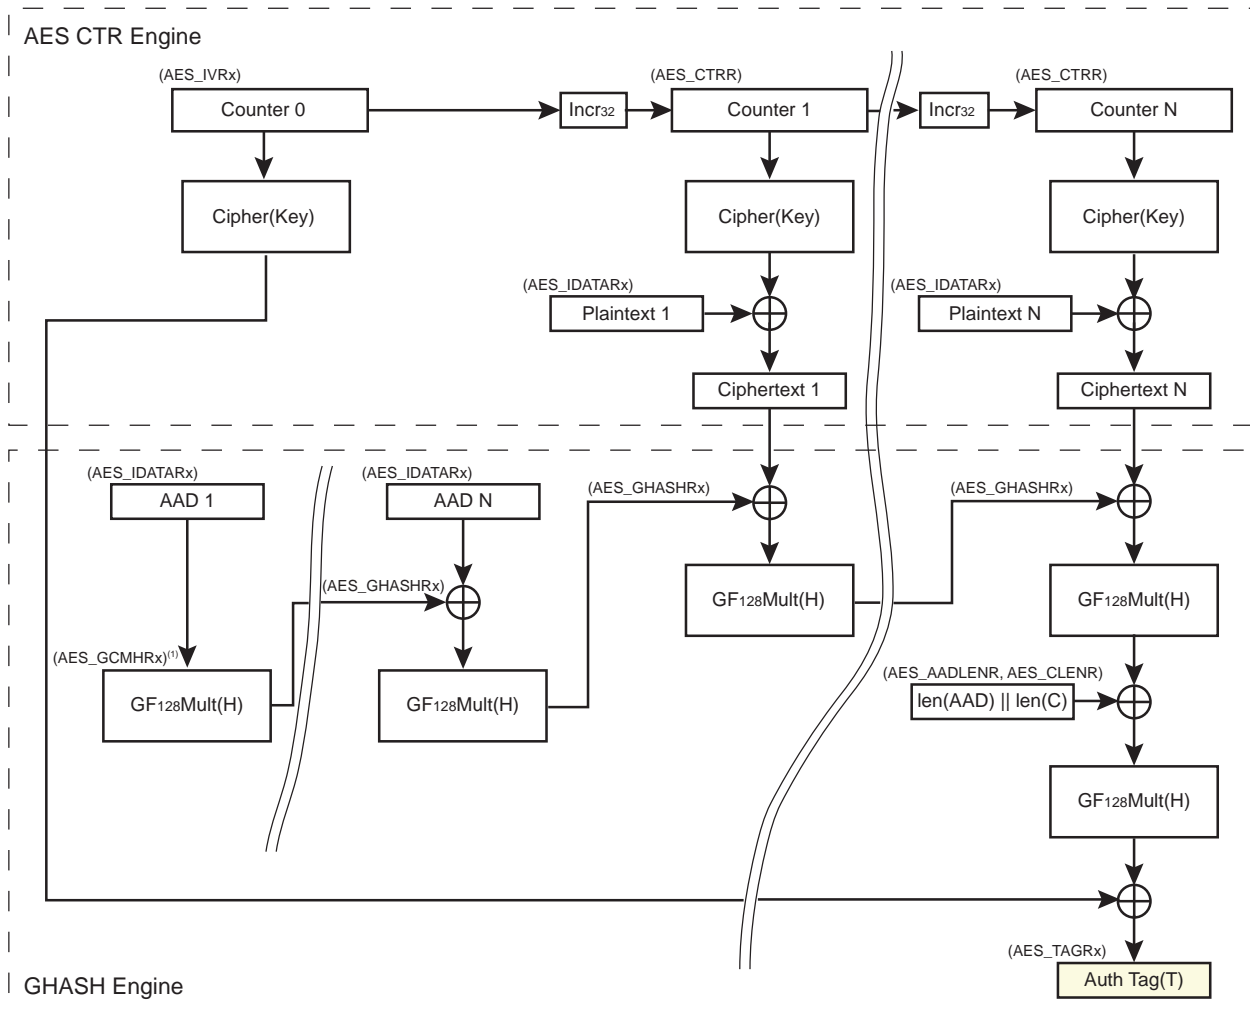 AES CTR Engine
(AES_IVRx)
(AES_CTRR)
(AES_CTRR)
Counter 0
Incr32
Counter 1
Incr32
Counter N
Cipher(Key)
Cipher(Key)
Cipher(Key)
(AES_IDATARx)
(AES_IDATARx)
Plaintext 1
Plaintext N
Ciphertext 1
Ciphertext N
(AES_IDATARx)
(AES_IDATARx)
(AES_GHASHRx)
(AES_GHASHRx)
AAD 1
AAD N
(AES_GHASHRx)
GF128Mult(H)
GF128Mult(H)
(AES_GCMHRx)(1)
(AES_AADLENR, AES_CLENR)
GF128Mult(H)
GF128Mult(H)
len(AAD) || len(C)
GF128Mult(H)
(AES_TAGRx)
Auth Tag(T)
GHASH Engine